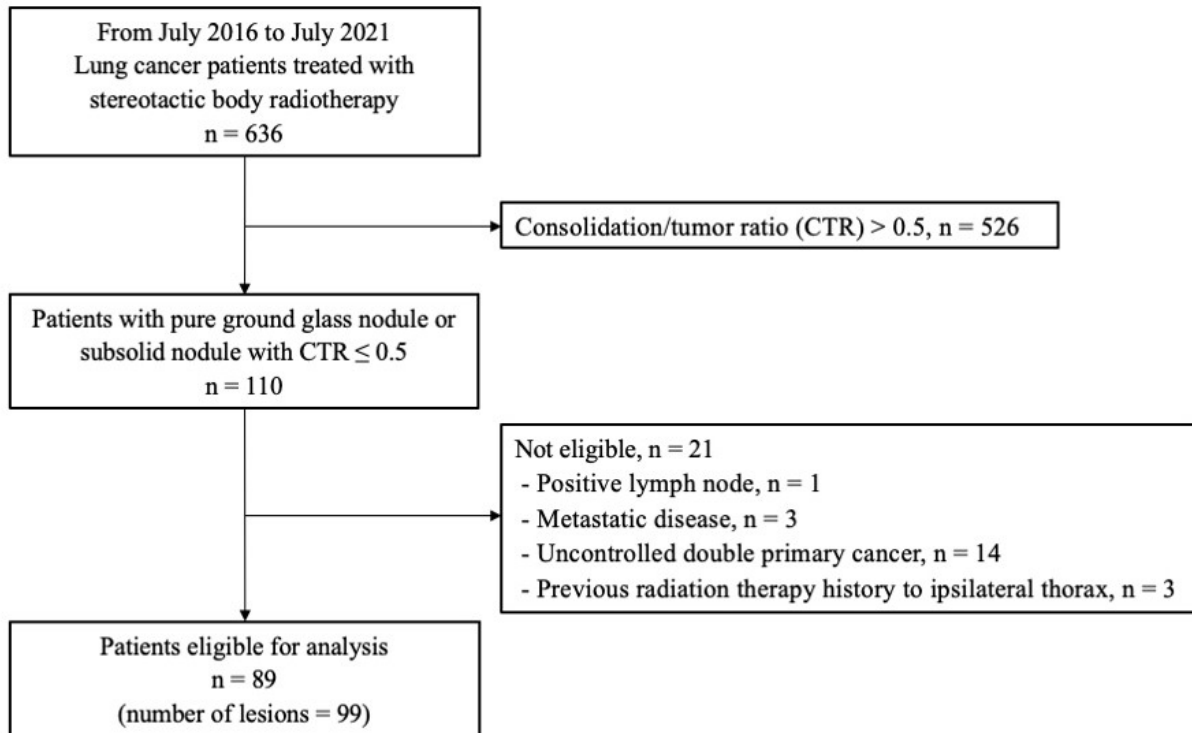 From July 2016 to July 2021
Lung cancer patients treated with
stereotactic body radiotherapy
n = 636
Consolidation/tumor ratio (CTR) > 0.5, n = 526
Patients with pure ground glass nodule or
subsolid nodule with CTR ≤ 0.5
n = 110
Not eligible, n = 21
- Positive lymph node, n = 1
- Metastatic disease, n = 3
- Uncontrolled double primary cancer, n = 14
- Previous radiation therapy history to ipsilateral thorax, n = 3
Patients eligible for analysis
n = 89
(number of lesions = 99)